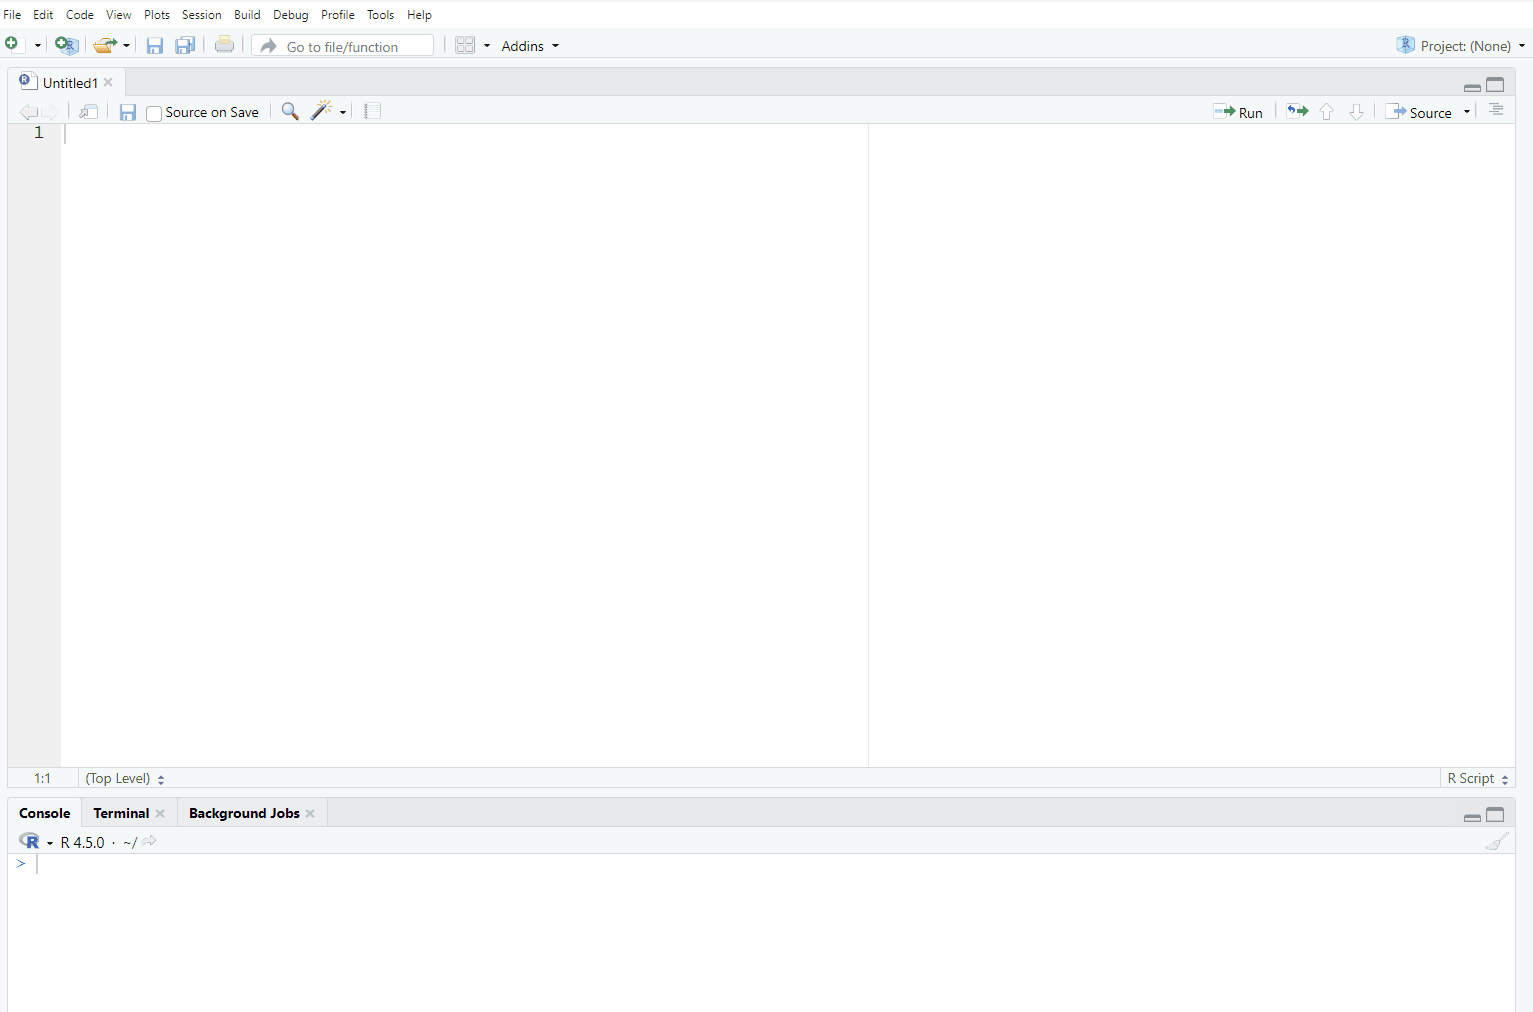 File Edit Code View Plots Session Build Debug Profile Tools Help
Go to file/function Addins Project: (None)
Untitled1
Source on Save Run Source
1
1:1 (Top Level) R Script
Console Terminal Background Jobs
R 4.5.0 · ~/
>